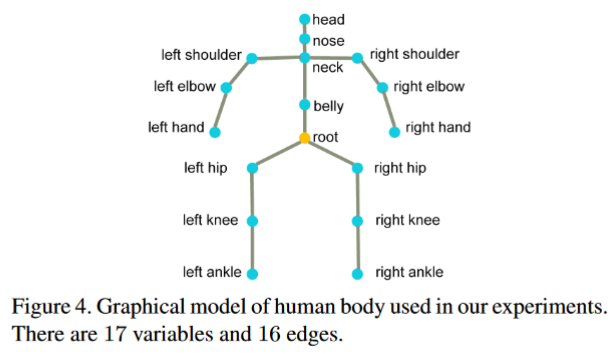 head
nose
left shoulder
right shoulder
neck
left elbow
right elbow
belly
left hand
right hand
root
left hip
right hip
left knee
right knee
left ankle
right ankle
Figure 4. Graphical model of human body used in our experiments.
There are 17 variables and 16 edges.